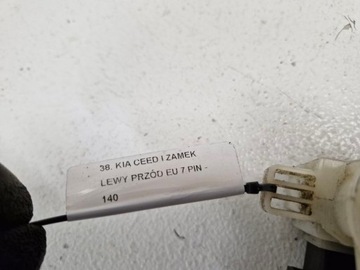 38. KIA CEED I ZAMEK
LEWY PRZÓD EU 7 PIN -
140